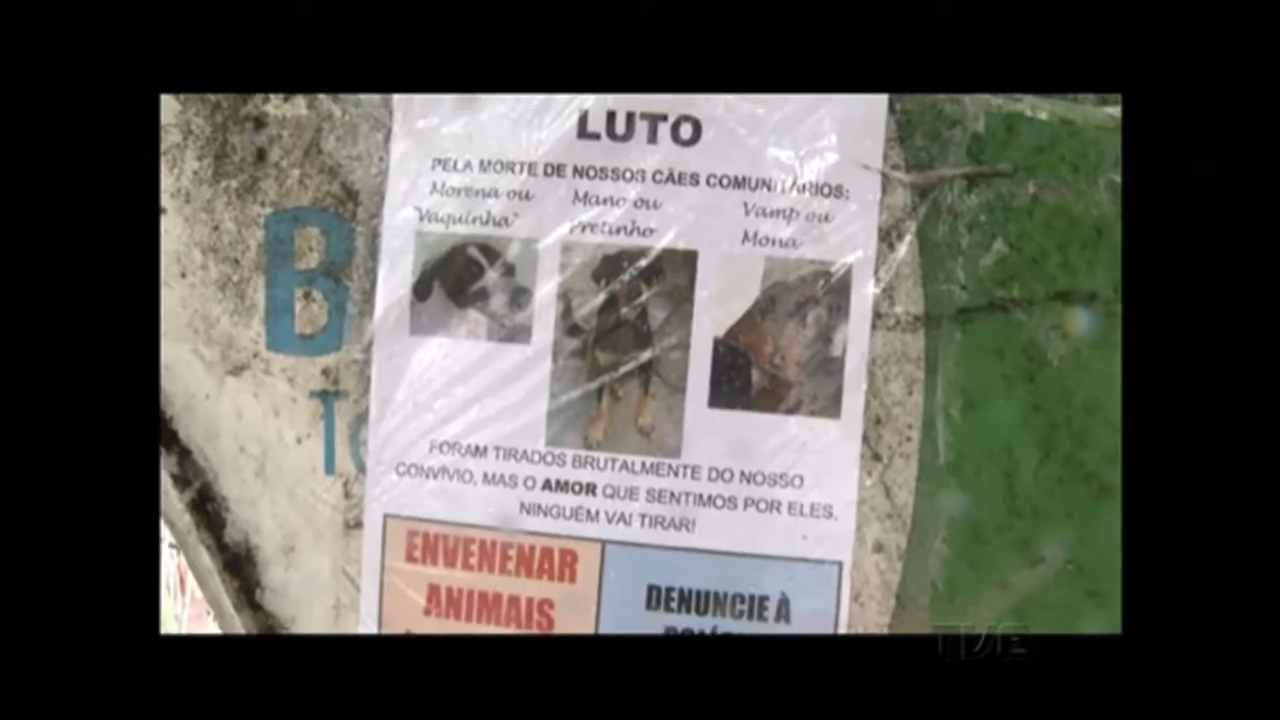 LUTO
PELA MORTE DE NOSSOS CÃES COMUNITÁRIOS:
Morena ou
"Vaquinha"
Mano ou
Pretinho
Vamp ou
Mona
FORAM TIRADOS BRUTALMENTE DO NOSSO
CONVÍVIO, MAS O AMOR QUE SENTIMOS POR ELES,
NINGUÉM VAI TIRAR!
ENVENENAR
ANIMAIS
DENUNCIE À
B
TVE